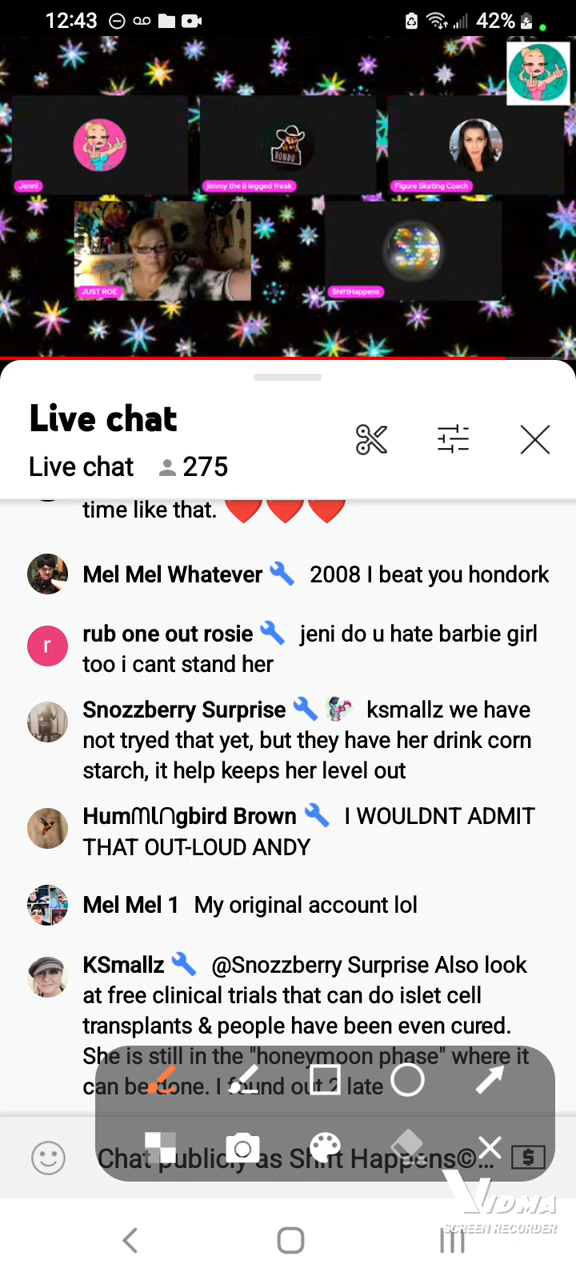 12:43
42%
Jenni
HONDO
jimmy the ll legged freak
Figure Skating Coach
JUST ROE
ShiftHappens
Live chat
Live chat 275
time like that. ❤️❤️❤️
Mel Mel Whatever 🔧 2008 I beat you hondork
rub one out rosie 🔧 jeni do u hate barbie girl
too i cant stand her
r
Snozzberry Surprise 🔧 ksmallz we have
not tryed that yet, but they have her drink corn
starch, it help keeps her level out
Humᗰᒪᑎgbird Brown 🔧 I WOULDNT ADMIT
THAT OUT-LOUD ANDY
Mel Mel 1 My original account lol
KSmallz 🔧 @Snozzberry Surprise Also look
at free clinical trials that can do islet cell
transplants & people have been even cured.
She is still in the "honeymoon phase" where it
can be done. I found out 2 late
Chat publicly as Shift Happens©...
$
VIDMA
SCREEN RECORDER